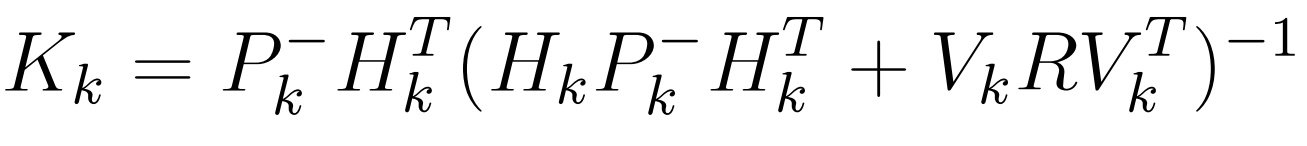 K_k = P_k^- H_k^T (H_k P_k^- H_k^T + V_k R V_k^T)^{-1}